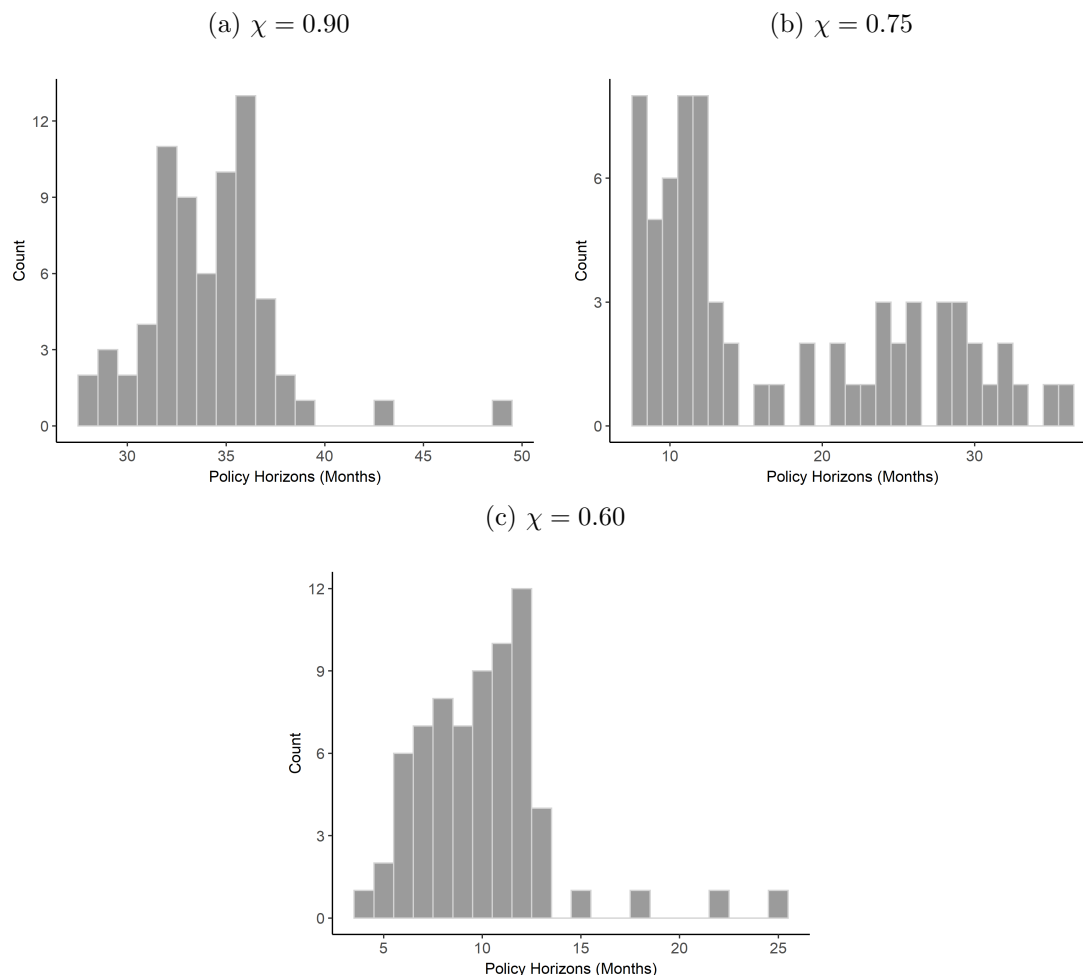 (a) χ = 0.90
12
9
6
3
0
Count
30 35 40 45 50
Policy Horizons (Months)
(b) χ = 0.75
6
3
0
Count
10 20 30
Policy Horizons (Months)
(c) χ = 0.60
12
9
6
3
0
Count
5 10 15 20 25
Policy Horizons (Months)